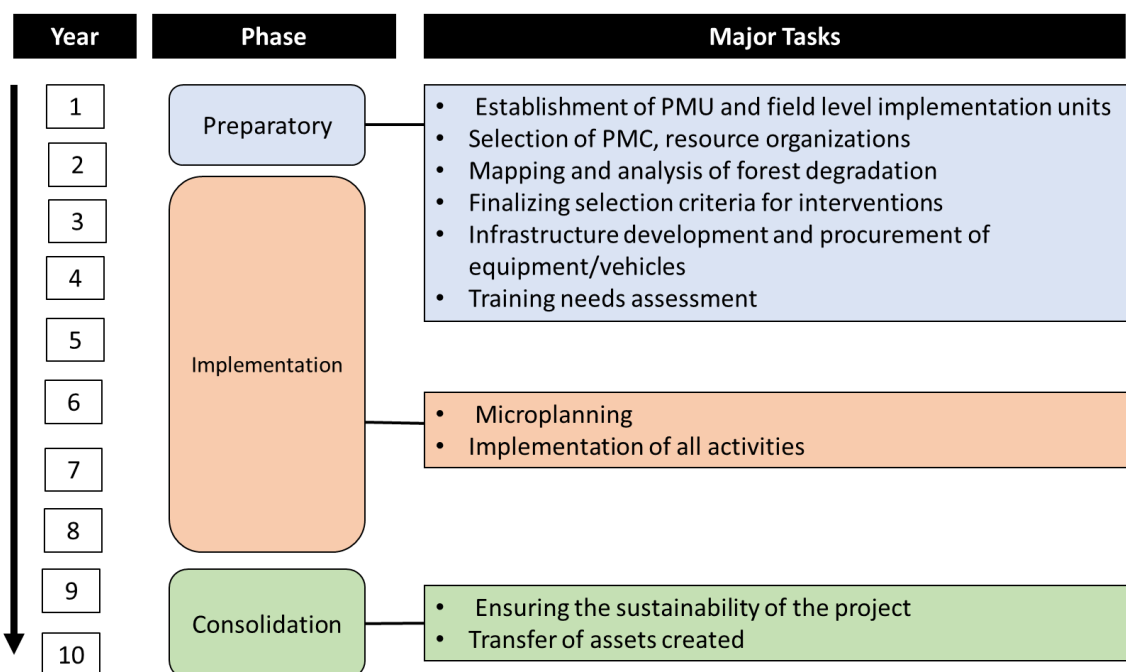 Year
Phase
Major Tasks
1
2
3
4
5
6
7
8
9
10
Preparatory
• Establishment of PMU and field level implementation units
• Selection of PMC, resource organizations
• Mapping and analysis of forest degradation
• Finalizing selection criteria for interventions
• Infrastructure development and procurement of
equipment/vehicles
• Training needs assessment
Implementation
• Microplanning
• Implementation of all activities
Consolidation
• Ensuring the sustainability of the project
• Transfer of assets created